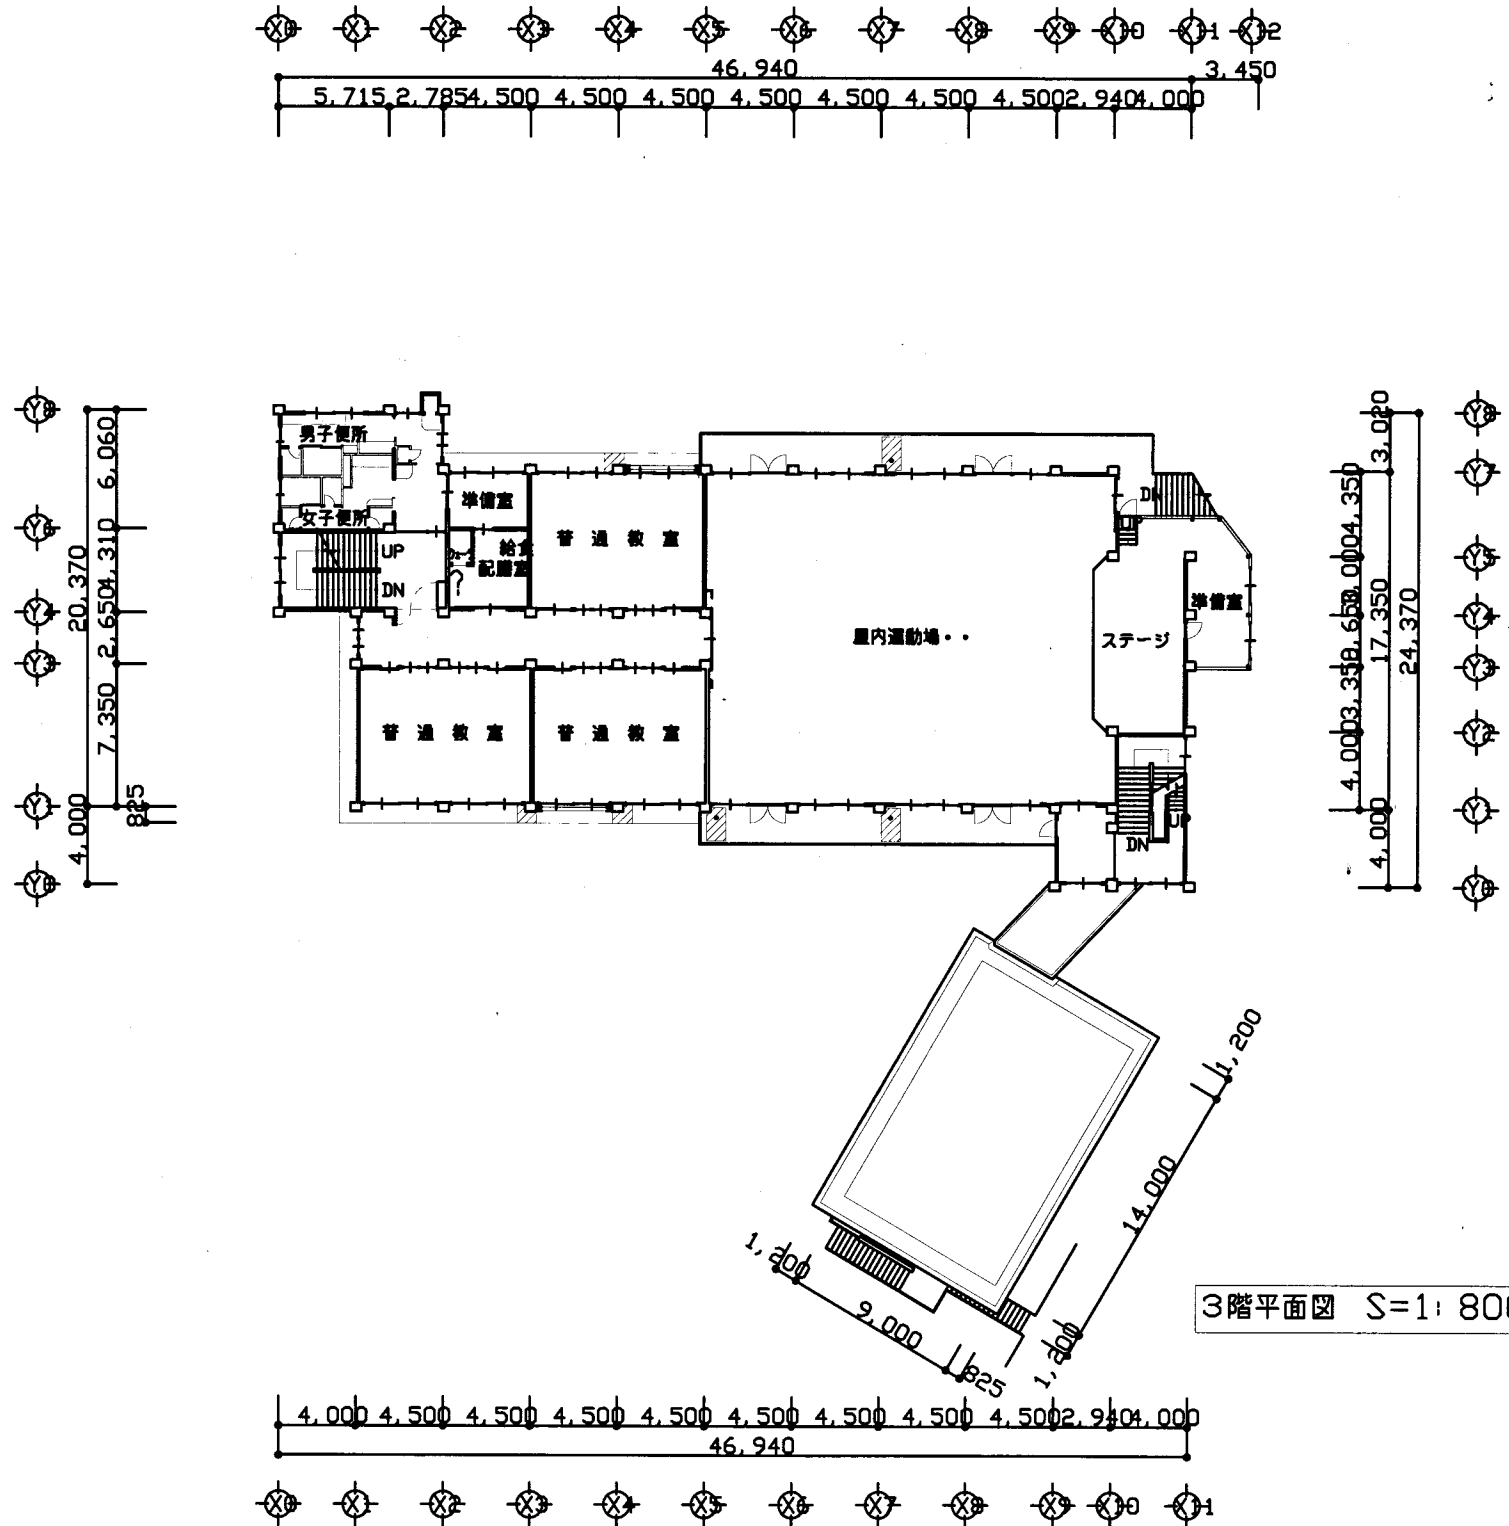 X0 X1 X2 X3 X4 X5 X6 X7 X8 X9 X10 X11 X12
46,940 3,450
5,715 2,785 4,500 4,500 4,500 4,500 4,500 4,500 4,500 2,940 4,000
Y8
Y6
Y4
Y3
Y1
Y0
6,060
4,310
2,650
7,350
20,370
4,000
825
男子便所
女子便所
準備室
給食
配膳室
UP
DN
普通教室
普通教室
普通教室
屋内運動場・・
ステージ
準備室
DN
UP
DN
UP
3,020
4,350
3,000
2,650
3,350
4,000
17,350
24,370
4,000
Y8
Y7
Y5
Y4
Y3
Y2
Y1
Y0
1,200
14,000
1,200
1,200
9,000
825
3階平面図 S=1:80
4,000 4,500 4,500 4,500 4,500 4,500 4,500 4,500 4,500 2,940 4,000
46,940
X0 X1 X2 X3 X4 X5 X6 X7 X8 X9 X10 X11